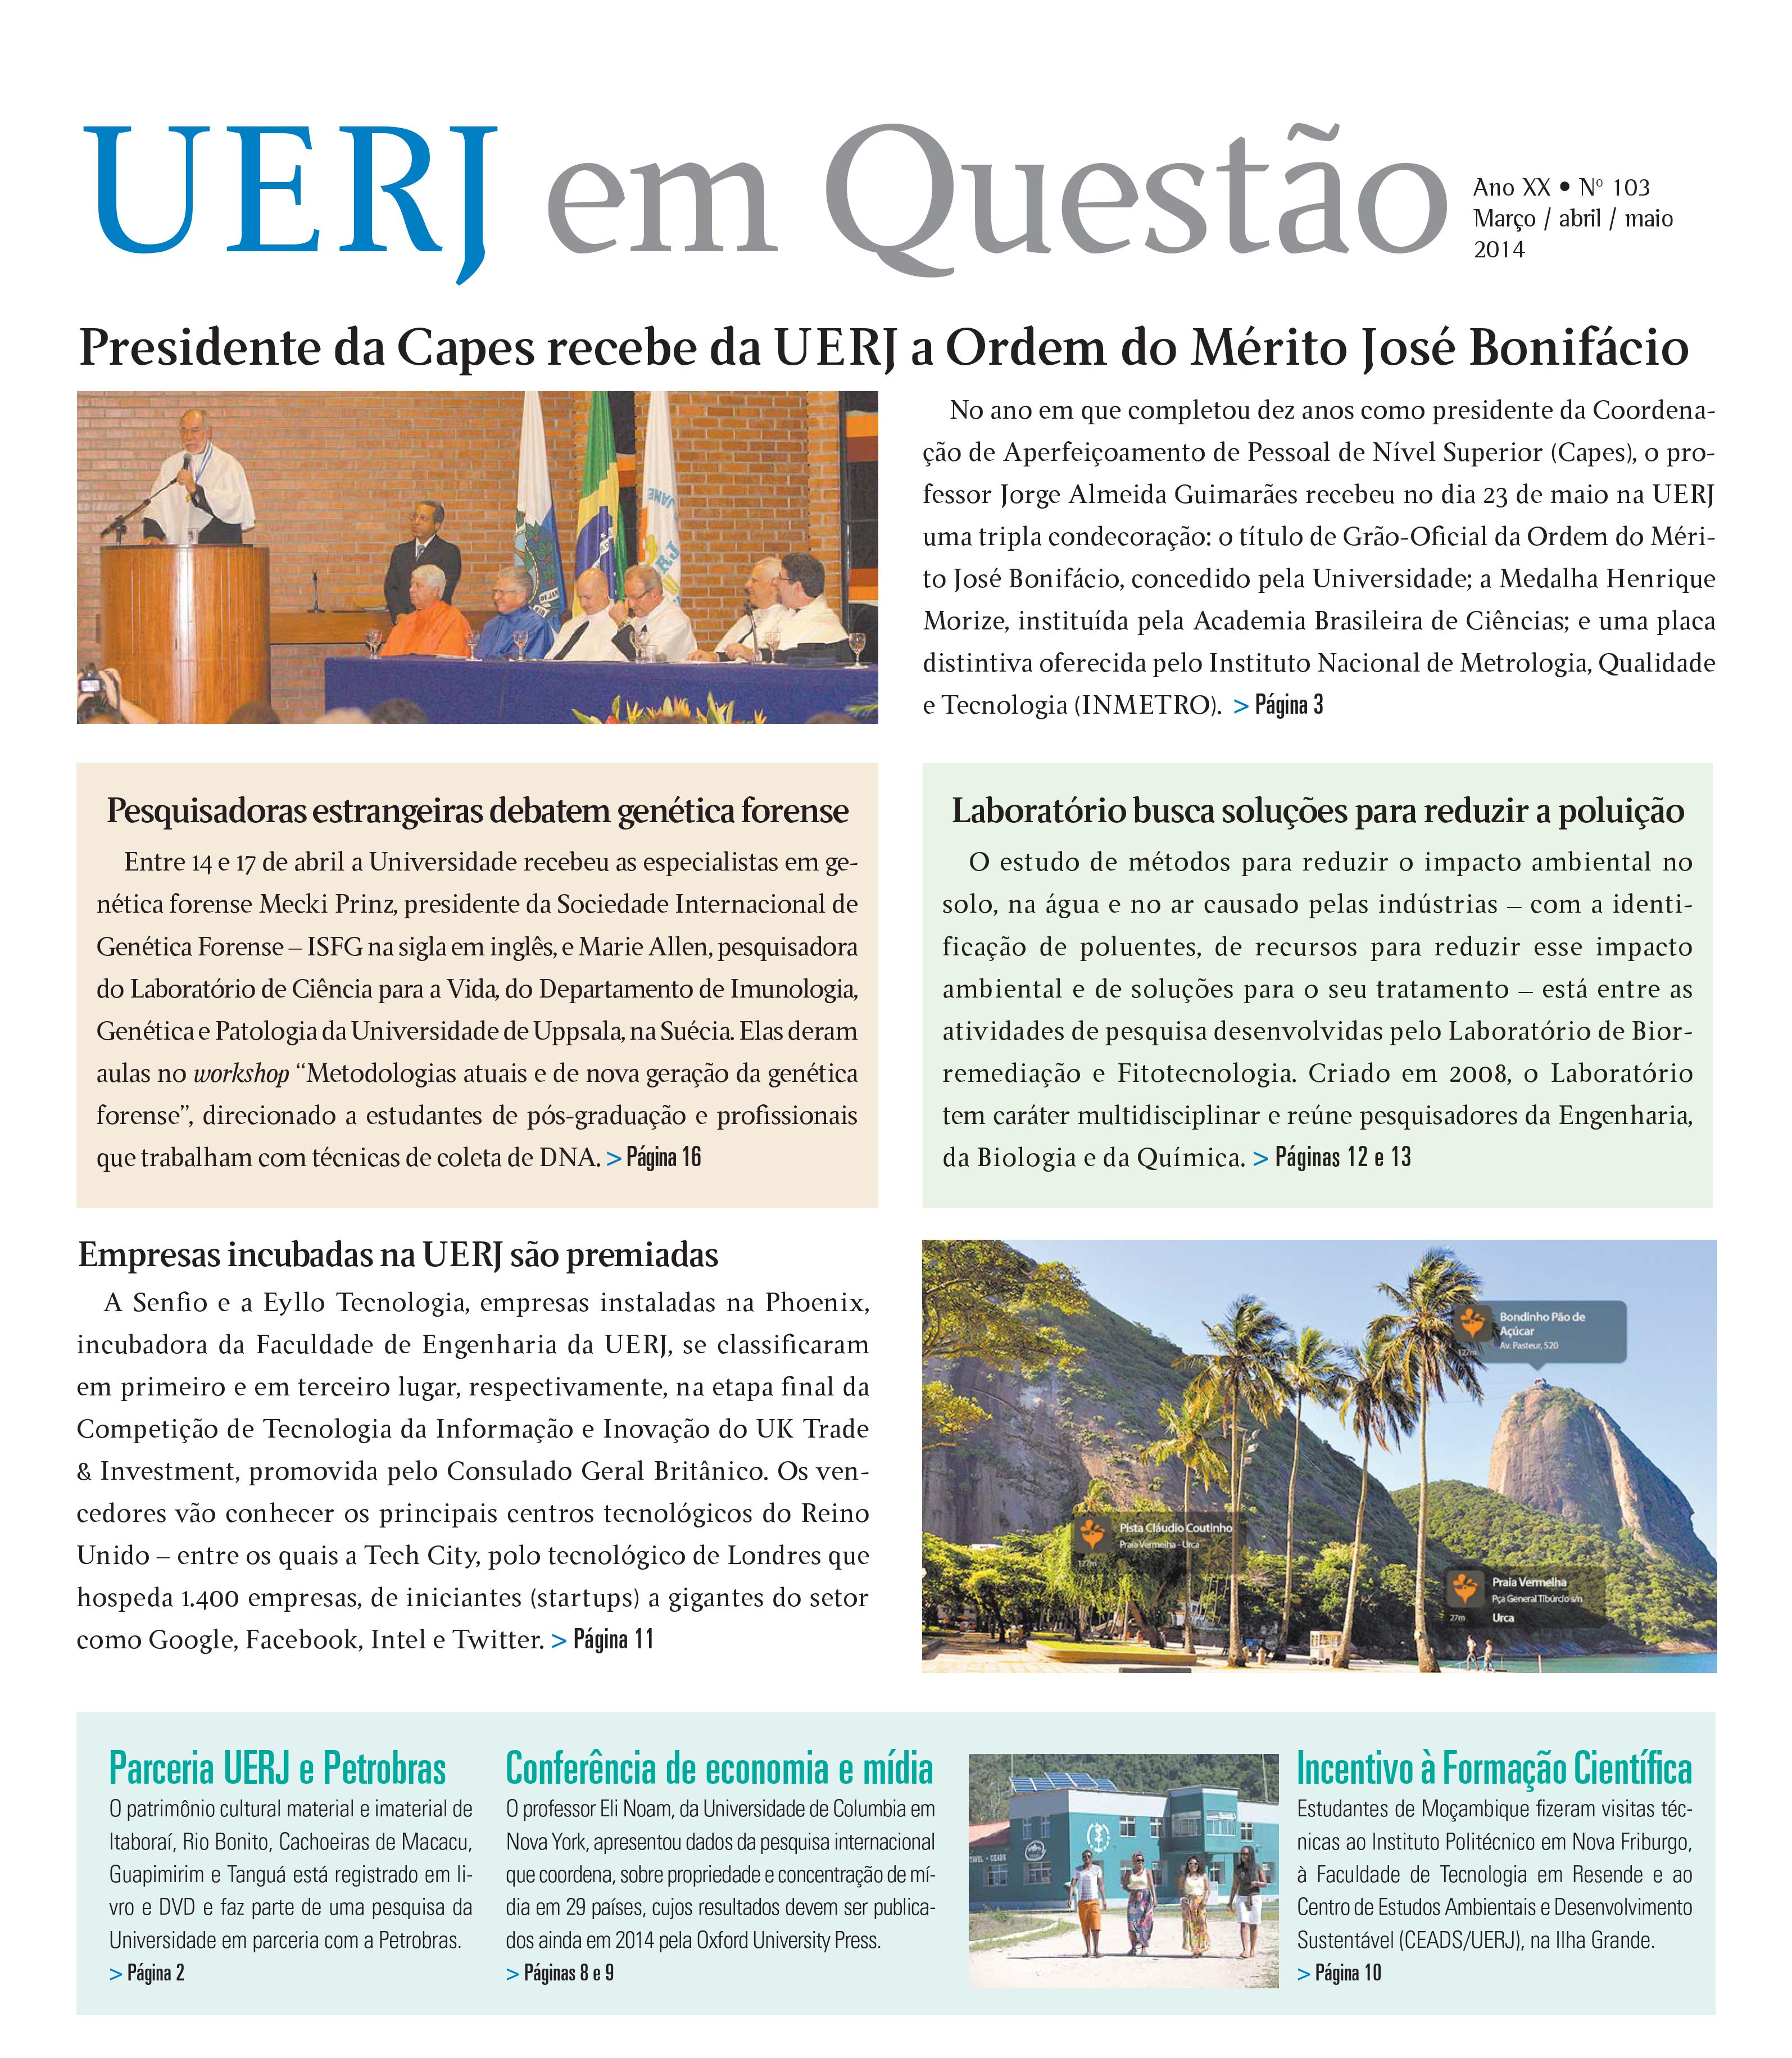 UERJ em Questão
Ano XX • Nº 103
Março / abril / maio
2014
Presidente da Capes recebe da UERJ a Ordem do Mérito José Bonifácio
No ano em que completou dez anos como presidente da Coordena-
ção de Aperfeiçoamento de Pessoal de Nível Superior (Capes), o pro-
fessor Jorge Almeida Guimarães recebeu no dia 23 de maio na UERJ
uma tripla condecoração: o título de Grão-Oficial da Ordem do Méri-
to José Bonifácio, concedido pela Universidade; a Medalha Henrique
Morize, instituída pela Academia Brasileira de Ciências; e uma placa
distintiva oferecida pelo Instituto Nacional de Metrologia, Qualidade
e Tecnologia (INMETRO). > Página 3
Pesquisadoras estrangeiras debatem genética forense
Entre 14 e 17 de abril a Universidade recebeu as especialistas em ge-
nética forense Mecki Prinz, presidente da Sociedade Internacional de
Genética Forense – ISFG na sigla em inglês, e Marie Allen, pesquisadora
do Laboratório de Ciência para a Vida, do Departamento de Imunologia,
Genética e Patologia da Universidade de Uppsala, na Suécia. Elas deram
aulas no workshop “Metodologias atuais e de nova geração da genética
forense”, direcionado a estudantes de pós-graduação e profissionais
que trabalham com técnicas de coleta de DNA. > Página 16
Laboratório busca soluções para reduzir a poluição
O estudo de métodos para reduzir o impacto ambiental no
solo, na água e no ar causado pelas indústrias – com a identi-
ficação de poluentes, de recursos para reduzir esse impacto
ambiental e de soluções para o seu tratamento – está entre as
atividades de pesquisa desenvolvidas pelo Laboratório de Bior-
remediação e Fitotecnologia. Criado em 2008, o Laboratório
tem caráter multidisciplinar e reúne pesquisadores da Engenharia,
da Biologia e da Química. > Páginas 12 e 13
Empresas incubadas na UERJ são premiadas
A Senfio e a Eyllo Tecnologia, empresas instaladas na Phoenix,
incubadora da Faculdade de Engenharia da UERJ, se classificaram
em primeiro e em terceiro lugar, respectivamente, na etapa final da
Competição de Tecnologia da Informação e Inovação do UK Trade
& Investment, promovida pelo Consulado Geral Britânico. Os ven-
cedores vão conhecer os principais centros tecnológicos do Reino
Unido – entre os quais a Tech City, polo tecnológico de Londres que
hospeda 1.400 empresas, de iniciantes (startups) a gigantes do setor
como Google, Facebook, Intel e Twitter. > Página 11
Bondinho Pão de
Açúcar
Av. Pasteur, 520
127m
Pista Cláudio Coutinho
Praia Vermelha - Urca
127m
Praia Vermelha
Pça General Tibúrcio s/n
27m Urca
Parceria UERJ e Petrobras
O patrimônio cultural material e imaterial de
Itaboraí, Rio Bonito, Cachoeiras de Macacu,
Guapimirim e Tanguá está registrado em li-
vro e DVD e faz parte de uma pesquisa da
Universidade em parceria com a Petrobras.
> Página 2
Conferência de economia e mídia
O professor Eli Noam, da Universidade de Columbia em
Nova York, apresentou dados da pesquisa internacional
que coordena, sobre propriedade e concentração de mí-
dia em 29 países, cujos resultados devem ser publica-
dos ainda em 2014 pela Oxford University Press.
> Páginas 8 e 9
Incentivo à Formação Científica
Estudantes de Moçambique fizeram visitas téc-
nicas ao Instituto Politécnico em Nova Friburgo,
à Faculdade de Tecnologia em Resende e ao
Centro de Estudos Ambientais e Desenvolvimento
Sustentável (CEADS/UERJ), na Ilha Grande.
> Página 10